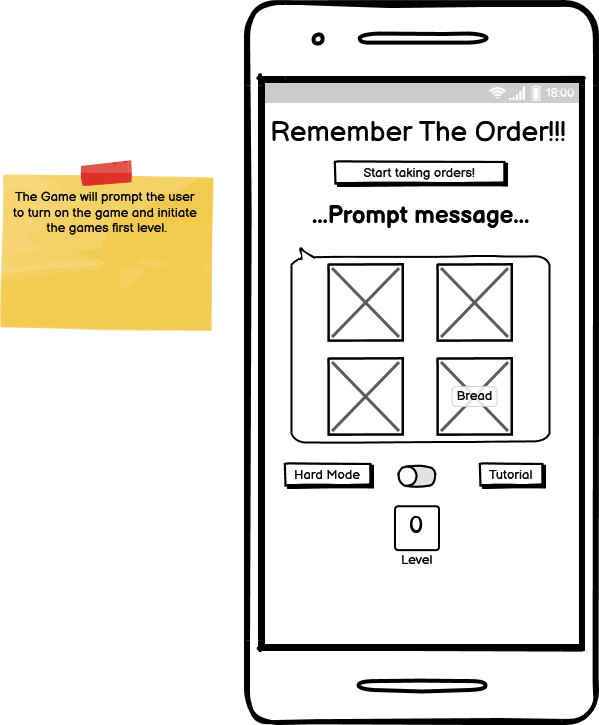 18:00
Remember The Order!!!
Start taking orders!
...Prompt message...
The Game will prompt the user
to turn on the game and initiate
the games first level.
Bread
Hard Mode
Tutorial
0
Level